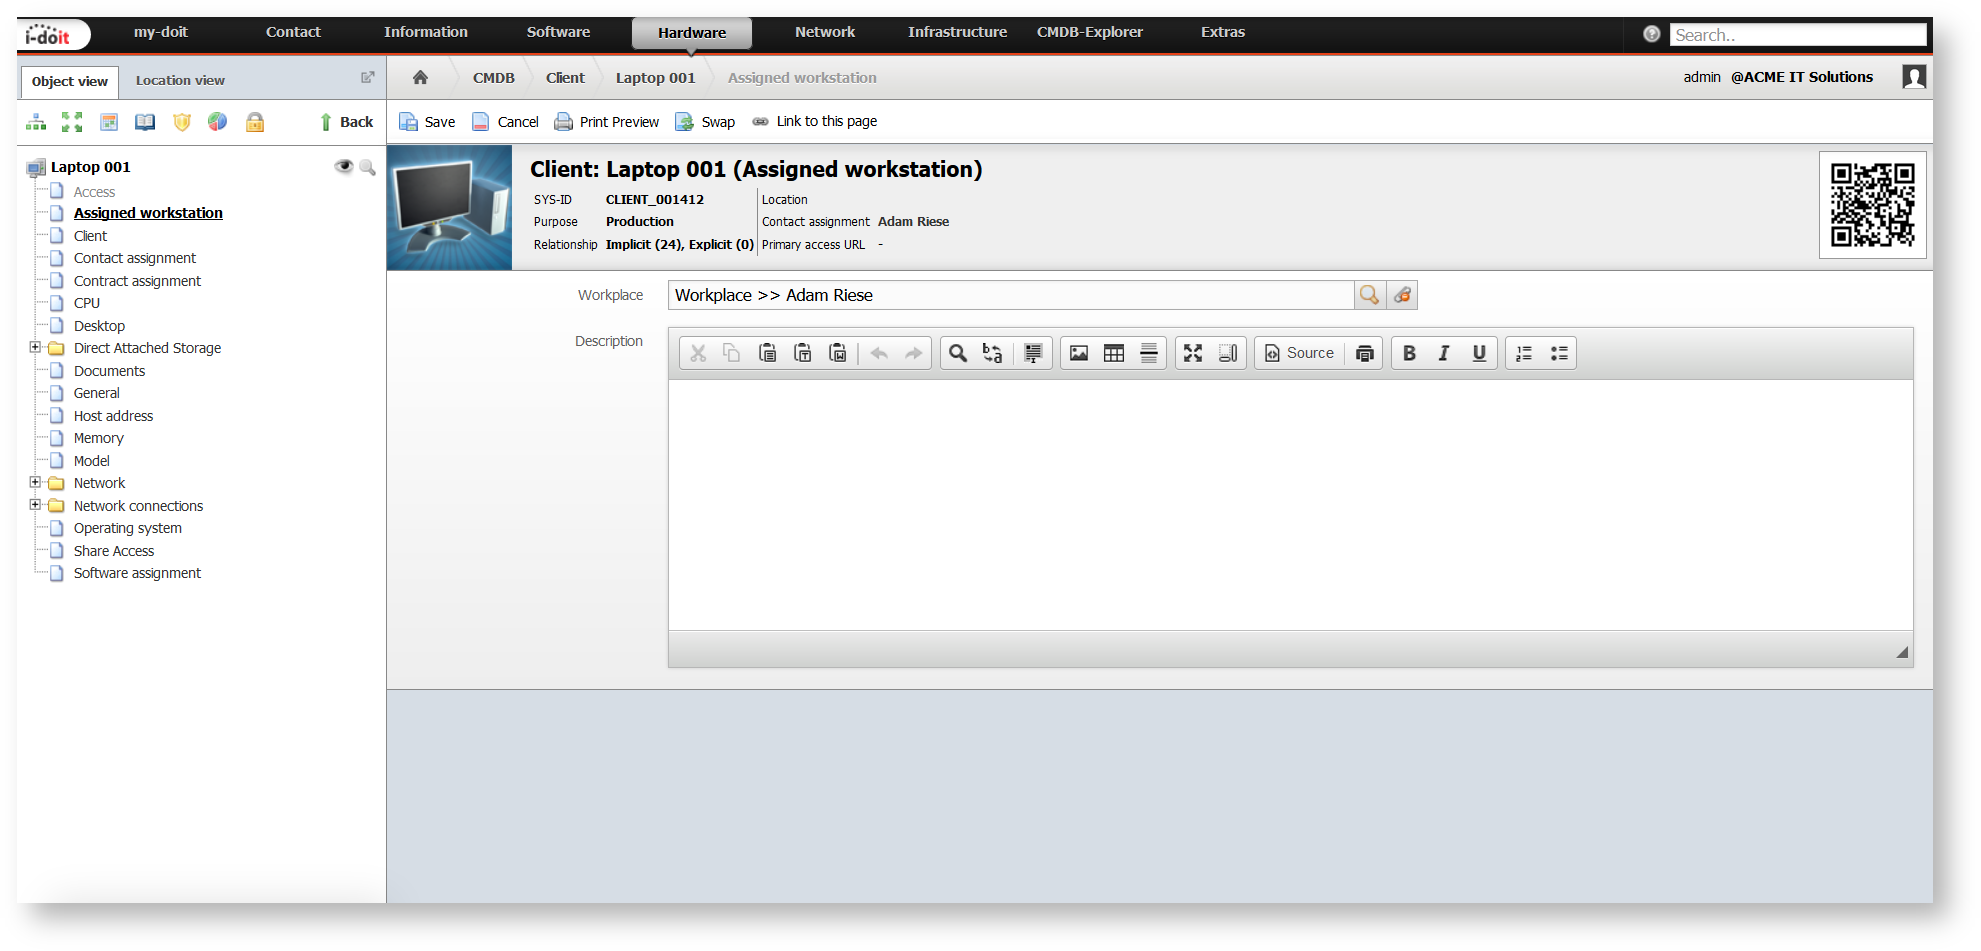 i-doit my-doit Contact Information Software Hardware Network Infrastructure CMDB-Explorer Extras Search..
Object view Location view CMDB Client Laptop 001 Assigned workstation admin @ACME IT Solutions
Back Save Cancel Print Preview Swap Link to this page
Laptop 001
Access
Assigned workstation
Client
Contact assignment
Contract assignment
CPU
Desktop
Direct Attached Storage
Documents
General
Host address
Memory
Model
Network
Network connections
Operating system
Share Access
Software assignment
Client: Laptop 001 (Assigned workstation)
SYS-ID CLIENT_001412 Location
Purpose Production Contact assignment Adam Riese
Relationship Implicit (24), Explicit (0) Primary access URL -
Workplace Workplace >> Adam Riese
Description
Source B I U